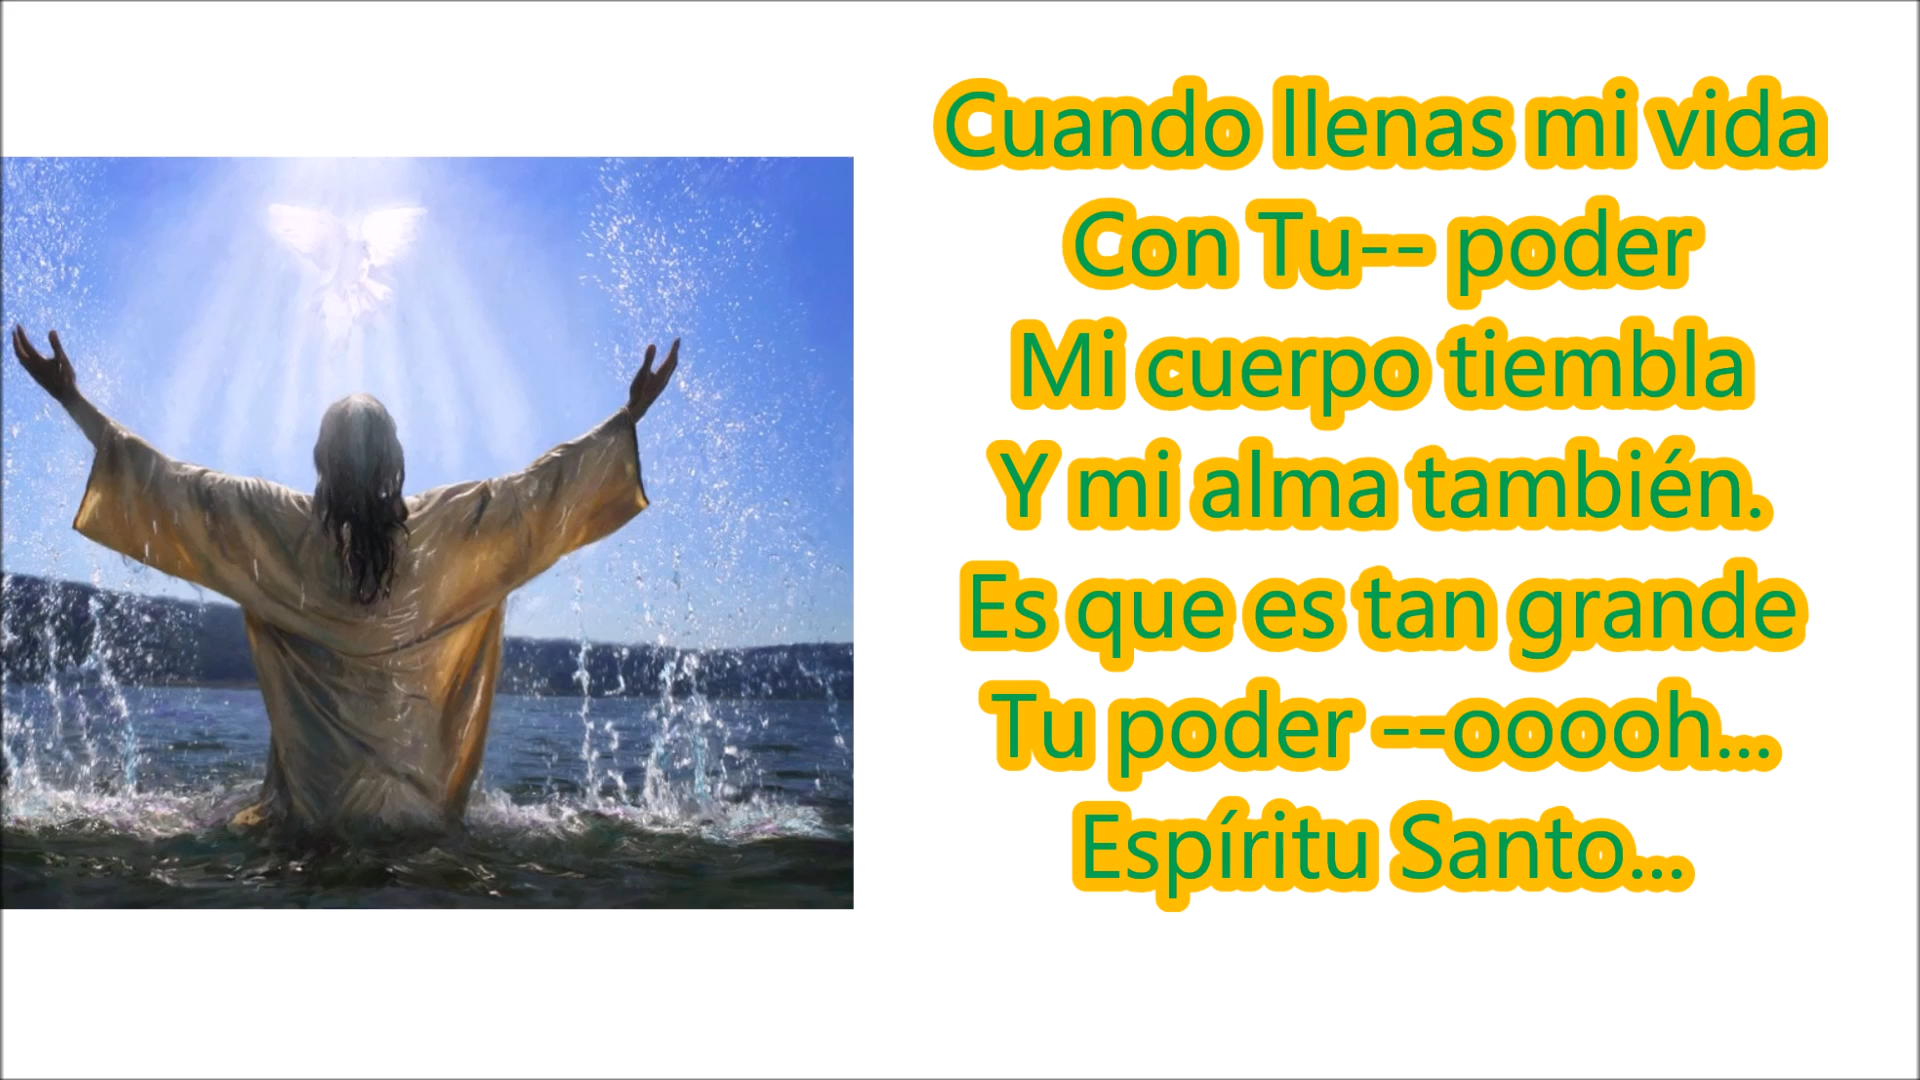 Cuando llenas mi vida
Con Tu-- poder
Mi cuerpo tiembla
Y mi alma también.
Es que es tan grande
Tu poder --ooooh...
Espíritu Santo...